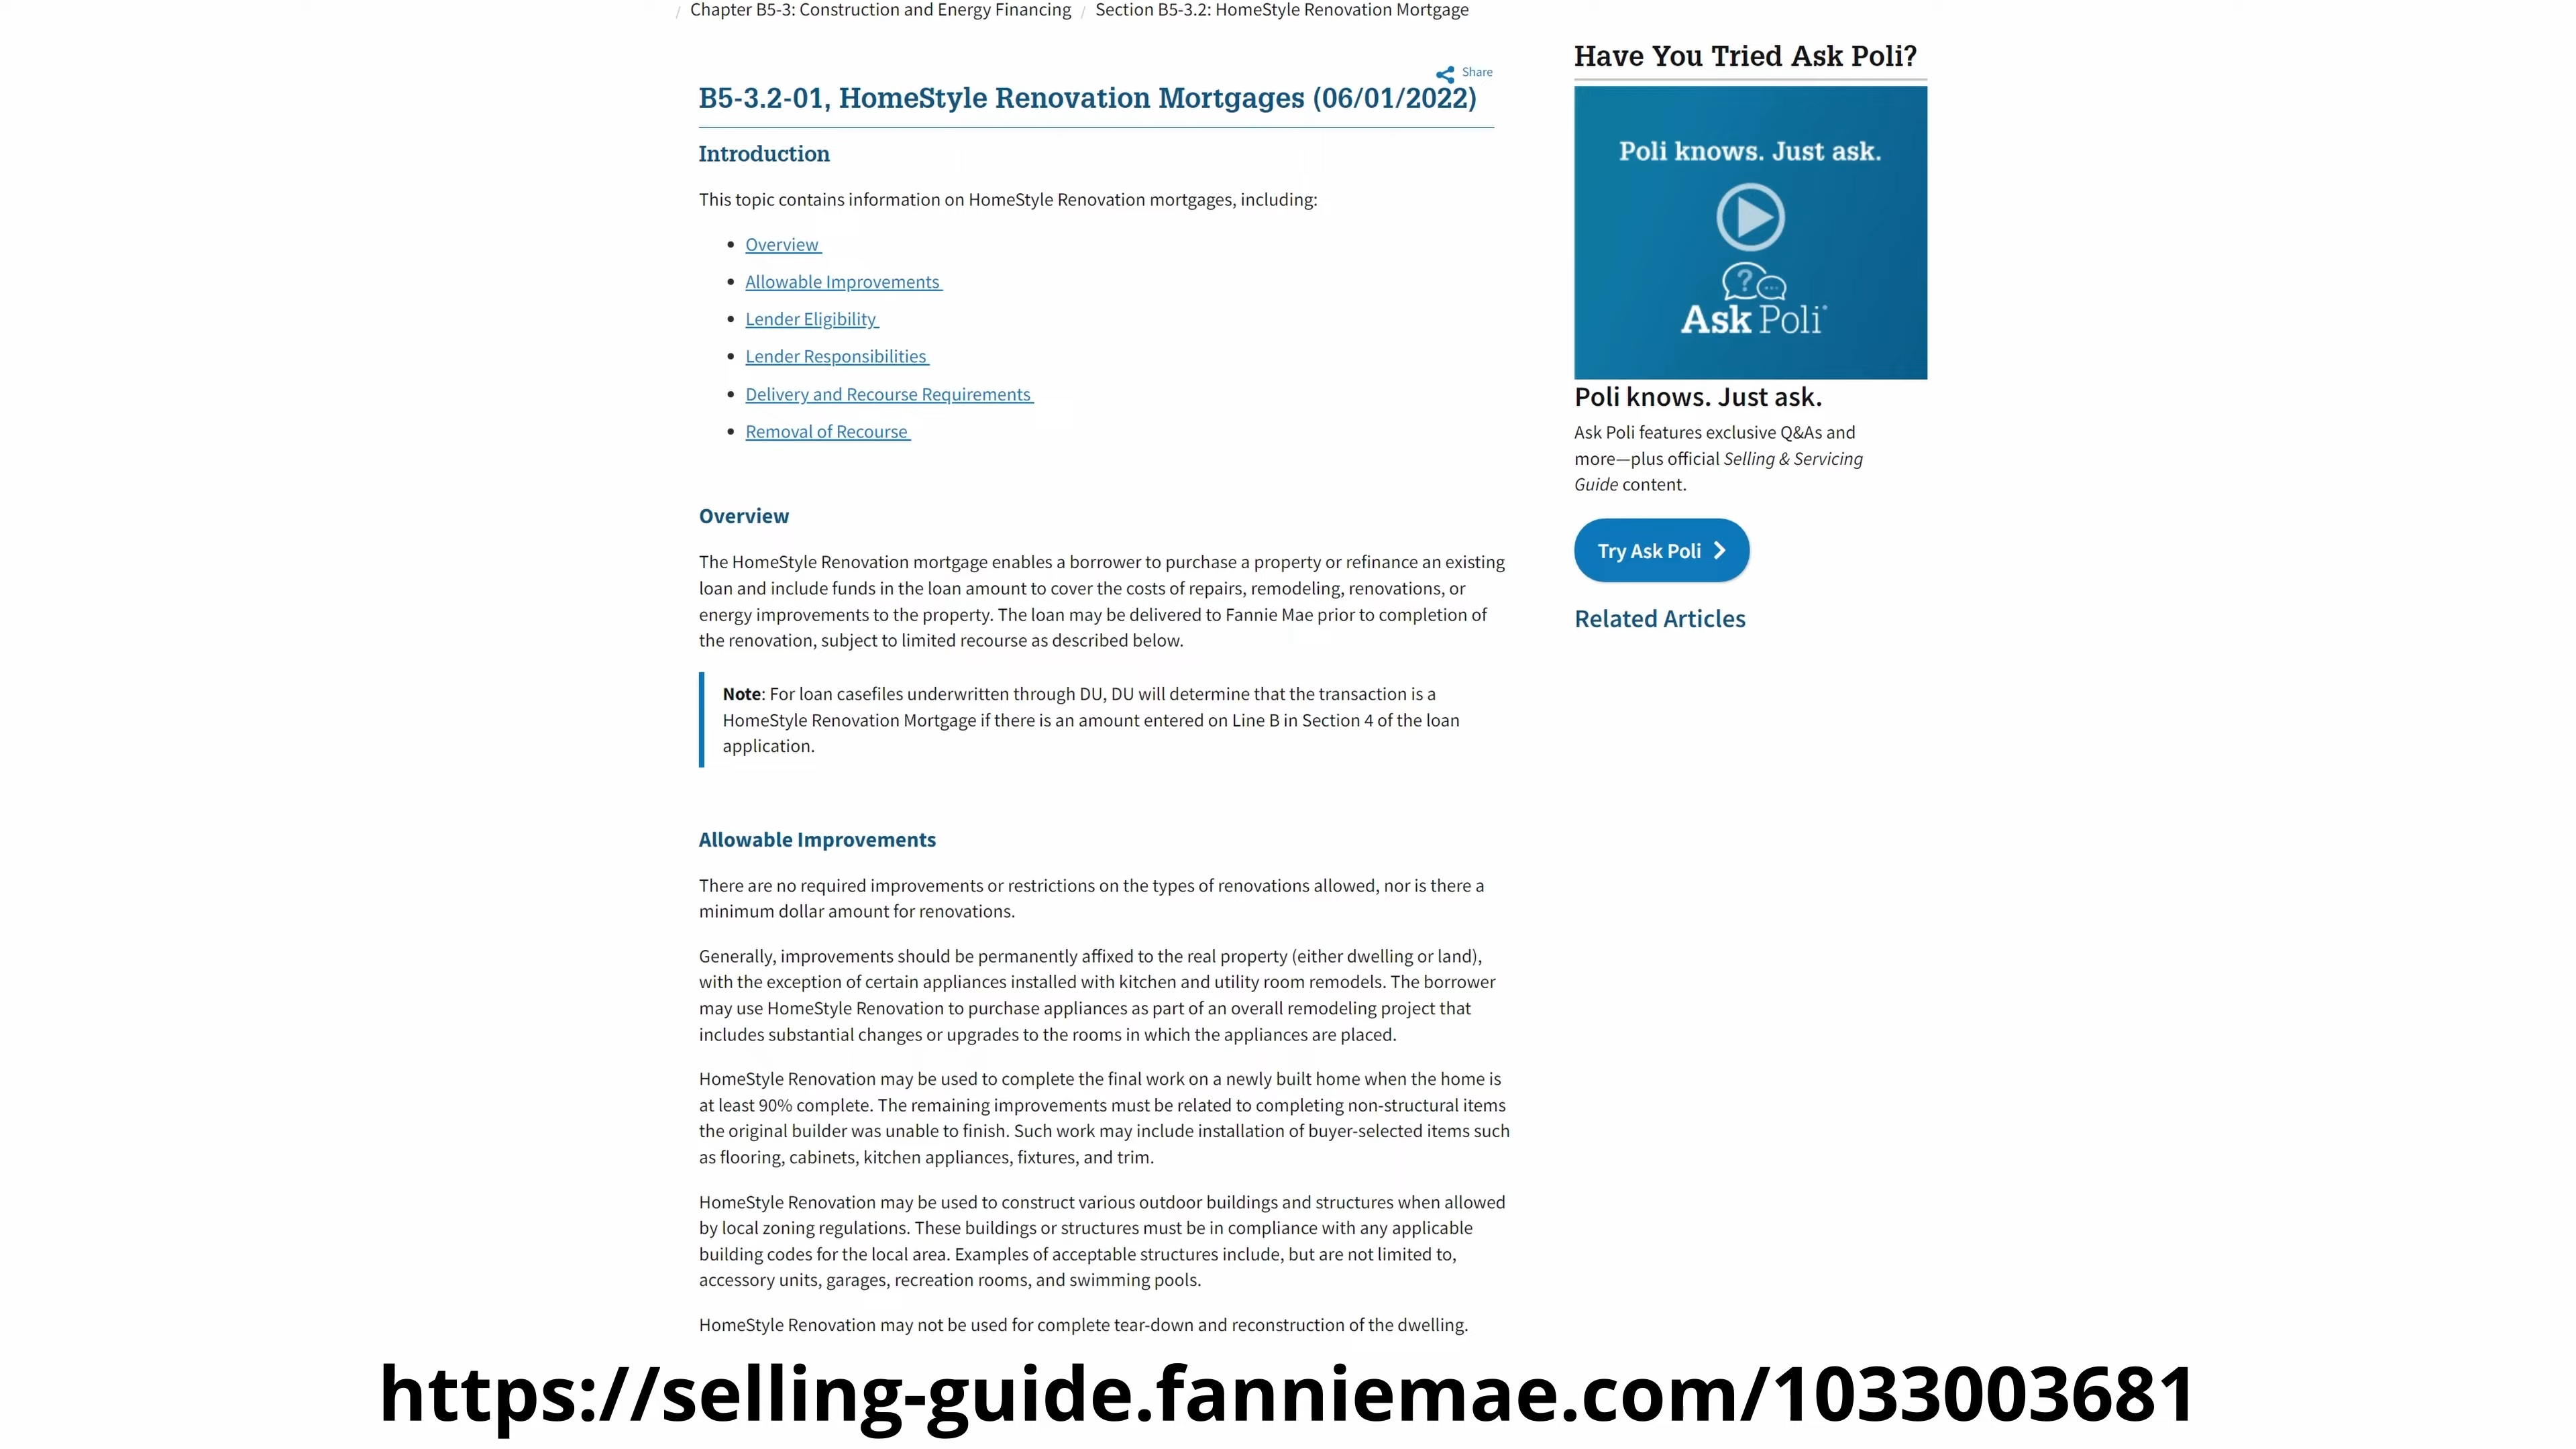 / Chapter B5-3: Construction and Energy Financing / Section B5-3.2: HomeStyle Renovation Mortgage
Share
B5-3.2-01, HomeStyle Renovation Mortgages (06/01/2022)
Introduction
This topic contains information on HomeStyle Renovation mortgages, including:
• Overview
• Allowable Improvements
• Lender Eligibility
• Lender Responsibilities
• Delivery and Recourse Requirements
• Removal of Recourse
Overview
The HomeStyle Renovation mortgage enables a borrower to purchase a property or refinance an existing
loan and include funds in the loan amount to cover the costs of repairs, remodeling, renovations, or
energy improvements to the property. The loan may be delivered to Fannie Mae prior to completion of
the renovation, subject to limited recourse as described below.
Note: For loan casefiles underwritten through DU, DU will determine that the transaction is a
HomeStyle Renovation Mortgage if there is an amount entered on Line B in Section 4 of the loan
application.
Allowable Improvements
There are no required improvements or restrictions on the types of renovations allowed, nor is there a
minimum dollar amount for renovations.
Generally, improvements should be permanently affixed to the real property (either dwelling or land),
with the exception of certain appliances installed with kitchen and utility room remodels. The borrower
may use HomeStyle Renovation to purchase appliances as part of an overall remodeling project that
includes substantial changes or upgrades to the rooms in which the appliances are placed.
HomeStyle Renovation may be used to complete the final work on a newly built home when the home is
at least 90% complete. The remaining improvements must be related to completing non-structural items
the original builder was unable to finish. Such work may include installation of buyer-selected items such
as flooring, cabinets, kitchen appliances, fixtures, and trim.
HomeStyle Renovation may be used to construct various outdoor buildings and structures when allowed
by local zoning regulations. These buildings or structures must be in compliance with any applicable
building codes for the local area. Examples of acceptable structures include, but are not limited to,
accessory units, garages, recreation rooms, and swimming pools.
HomeStyle Renovation may not be used for complete tear-down and reconstruction of the dwelling.
Have You Tried Ask Poli?
Poli knows. Just ask.
Ask Poli
Poli knows. Just ask.
Ask Poli features exclusive Q&As and
more—plus official Selling & Servicing
Guide content.
Try Ask Poli
Related Articles
https://selling-guide.fanniemae.com/1033003681